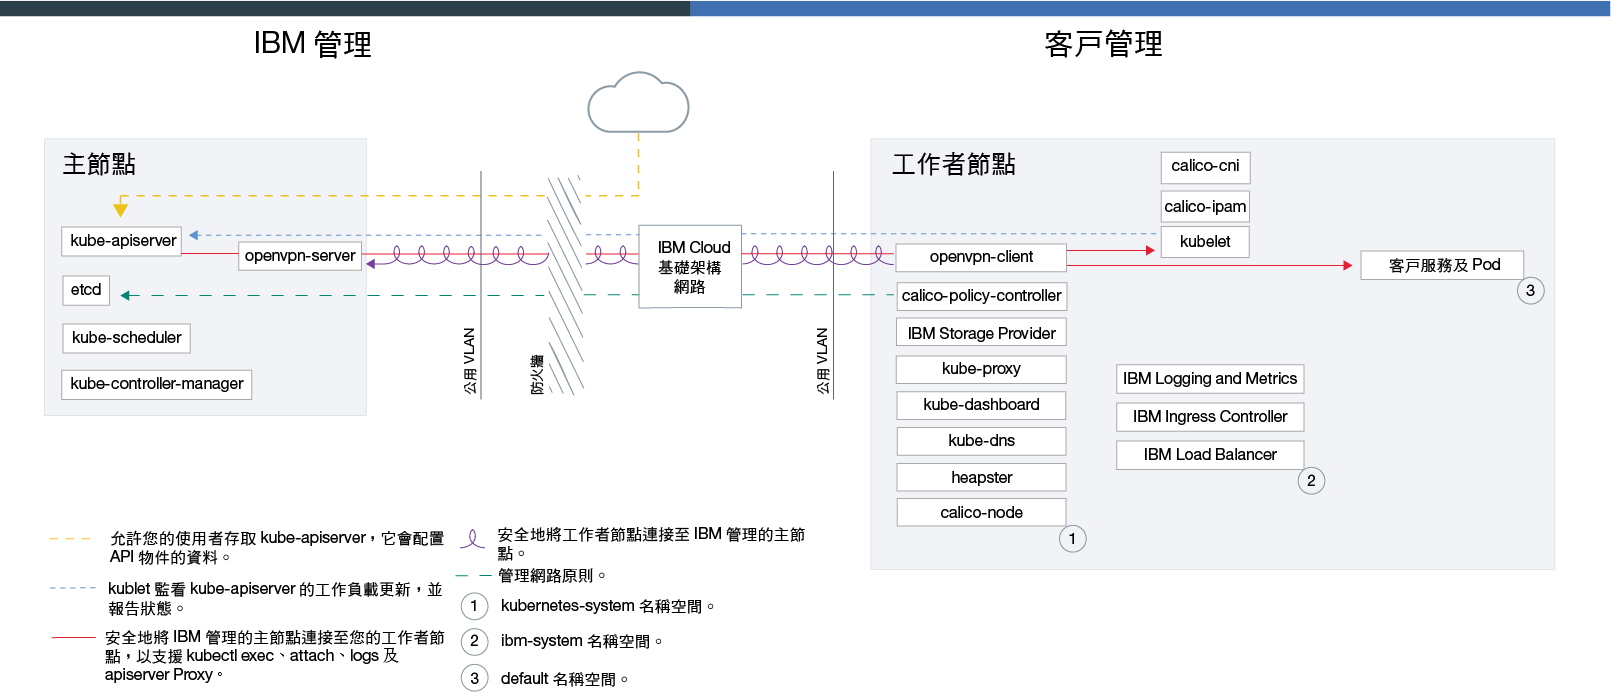 IBM 管理
客戶管理
主節點
kube-apiserver
openvpn-server
etcd
kube-scheduler
kube-controller-manager
公用 VLAN
防火牆
IBM Cloud
基礎架構
網路
公用 VLAN
工作者節點
calico-cni
calico-ipam
kubelet
openvpn-client
客戶服務及 Pod
3
calico-policy-controller
IBM Storage Provider
kube-proxy
kube-dashboard
kube-dns
heapster
calico-node
1
IBM Logging and Metrics
IBM Ingress Controller
IBM Load Balancer
2
允許您的使用者存取 kube-apiserver，它會配置
API 物件的資料。
kublet 監看 kube-apiserver 的工作負載更新，並
報告狀態。
安全地將 IBM 管理的主節點連接至您的工作者節
點，以支援 kubectl exec、attach、logs 及
apiserver Proxy。
安全地將工作者節點連接至 IBM 管理的主節
點。
管理網路原則。
1 kubernetes-system 名稱空間。
2 ibm-system 名稱空間。
3 default 名稱空間。